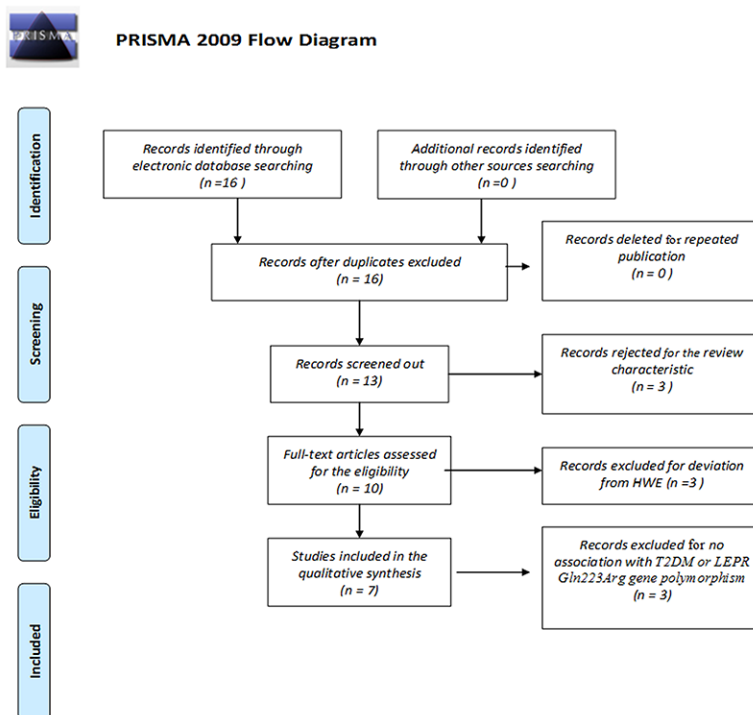 PRISMA
PRISMA 2009 Flow Diagram
Identification
Records identified through
electronic database searching
(n =16 )
Additional records identified
through other sources searching
(n =0 )
Records after duplicates excluded
(n = 16)
Records deleted for repeated
publication
(n = 0 )
Screening
Records screened out
(n = 13)
Records rejected for the review
characteristic
(n = 3 )
Eligibility
Full-text articles assessed
for the eligibility
(n = 10)
Records excluded for deviation
from HWE (n =3 )
Studies included in the
qualitative synthesis
(n = 7)
Records excluded for no
association with T2DM or LEPR
Gln223Arg gene polymorphism
(n = 3)
Included